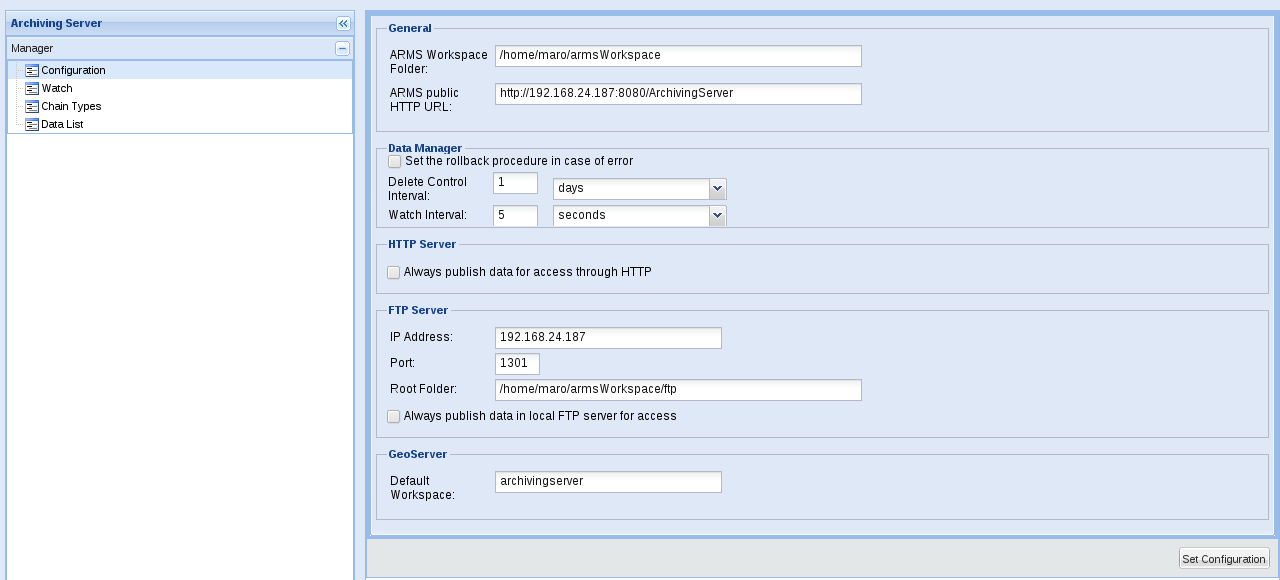 Archiving Server
Manager
Configuration
Watch
Chain Types
Data List
General
ARMS Workspace
Folder:
/home/maro/armsWorkspace
ARMS public
HTTP URL:
http://192.168.24.187:8080/ArchivingServer
Data Manager
Set the rollback procedure in case of error
Delete Control
Interval:
1
days
Watch Interval:
5
seconds
HTTP Server
Always publish data for access through HTTP
FTP Server
IP Address:
192.168.24.187
Port:
1301
Root Folder:
/home/maro/armsWorkspace/ftp
Always publish data in local FTP server for access
GeoServer
Default
Workspace:
archivingserver
Set Configuration